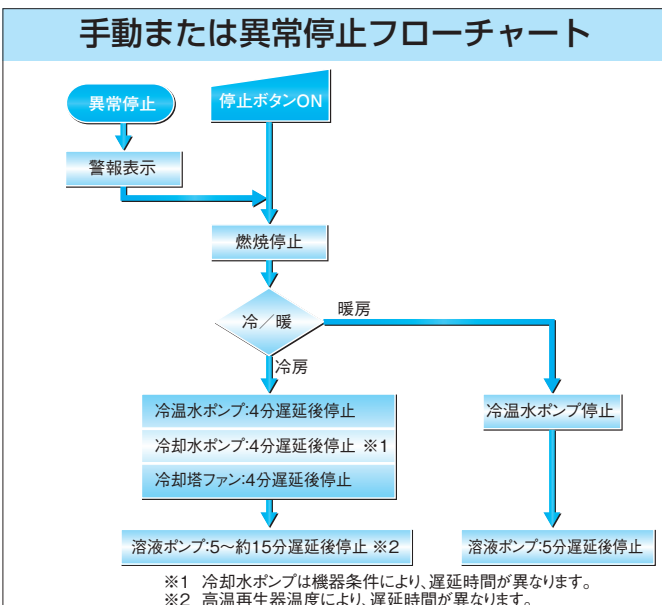 手動または異常停止フローチャート
異常停止
停止ボタンON
警報表示
燃焼停止
冷／暖
暖房
冷房
冷温水ポンプ:4分遅延後停止
冷却水ポンプ:4分遅延後停止 ※1
冷却塔ファン:4分遅延後停止
冷温水ポンプ停止
溶液ポンプ:5～約15分遅延後停止 ※2
溶液ポンプ:5分遅延後停止
※1 冷却水ポンプは機器条件により、遅延時間が異なります。
※2 高温再生器温度により、遅延時間が異なります。